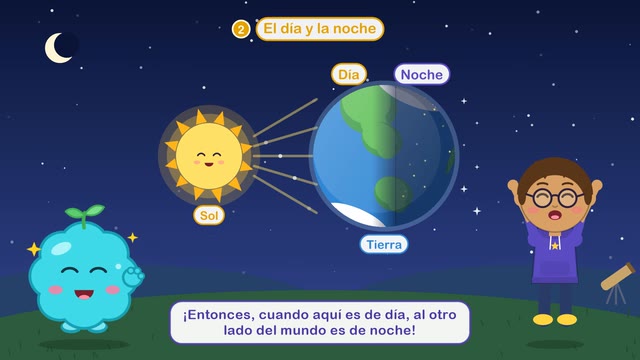 2 El día y la noche
Día
Noche
Sol
Tierra
¡Entonces, cuando aquí es de día, al otro
lado del mundo es de noche!